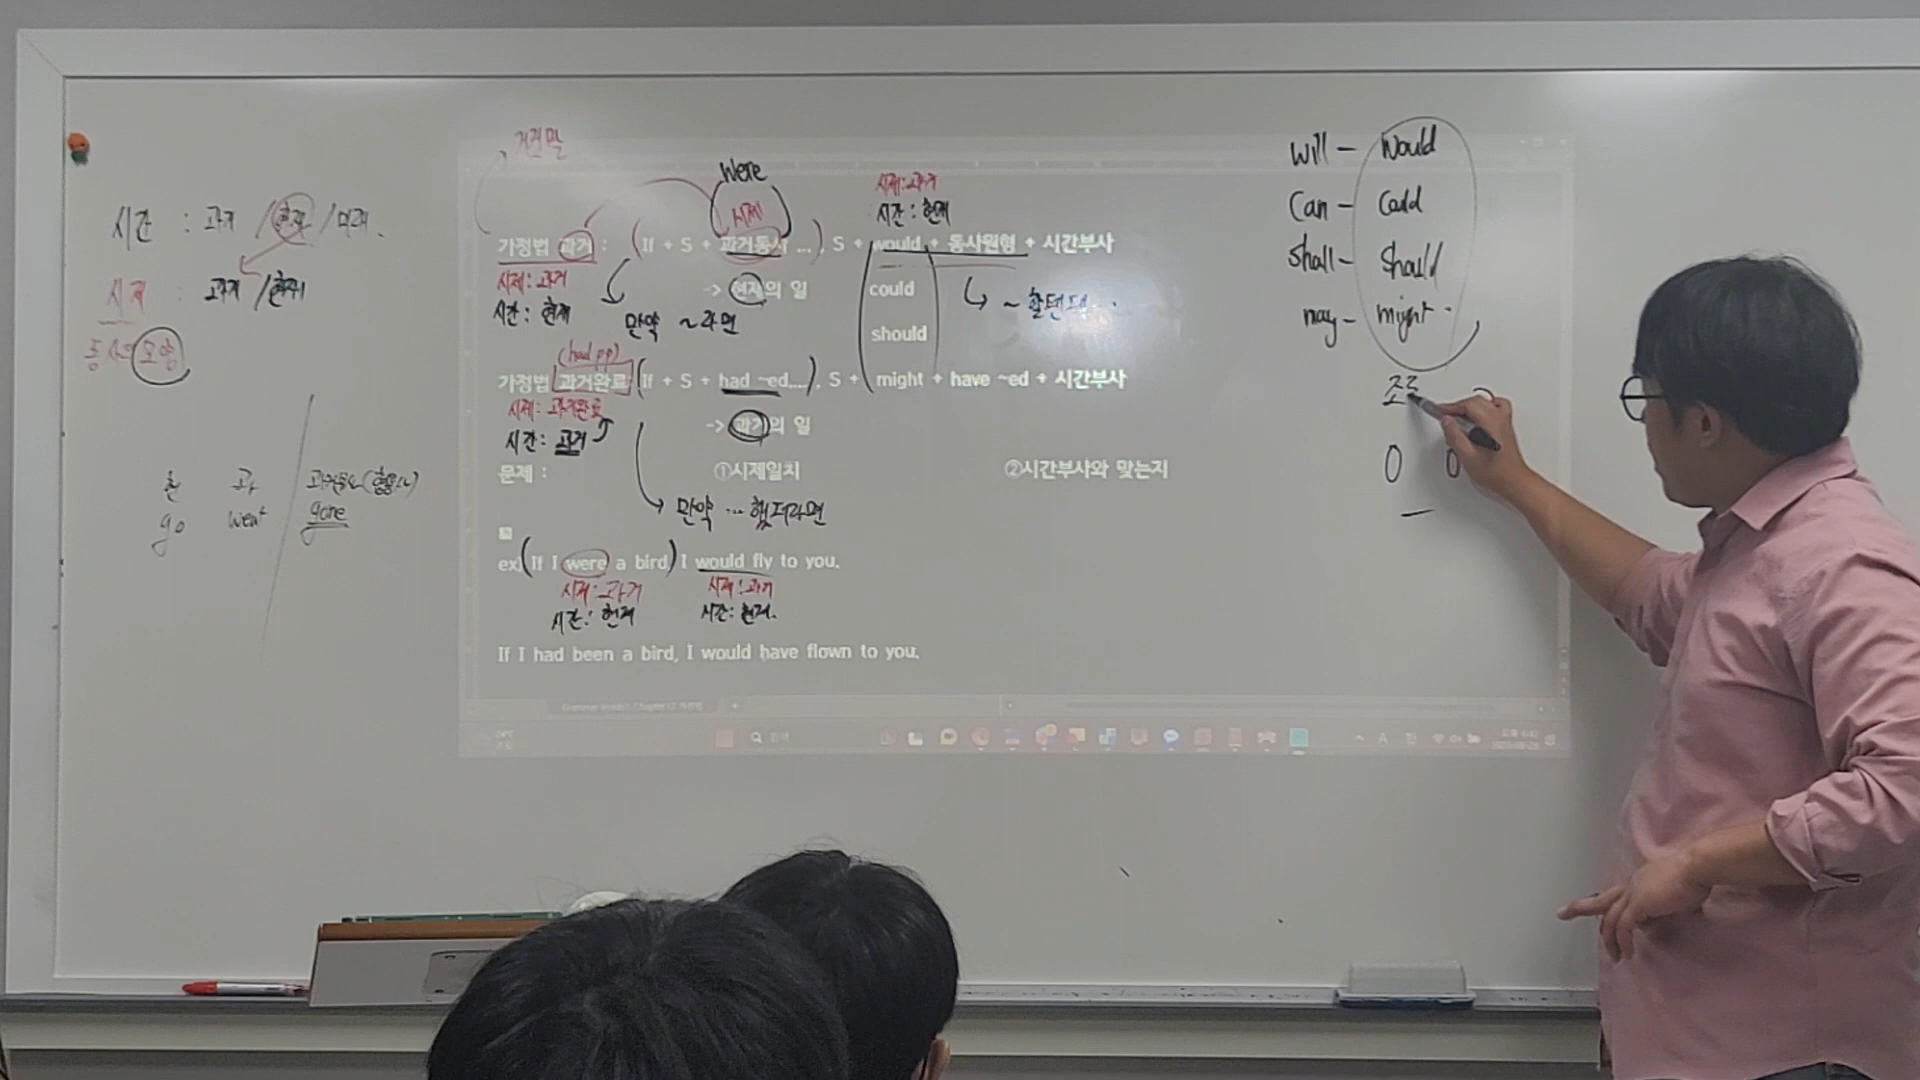 거짓말
Were
will - Would
Can - Could
shall - Should
may - might
시간 : 과거 / 현재 / 미래.
시제 : 과거 / 현재
동사의 모양
시제
시제: 과거
시간: 현재
가정법 과거 : (If + S + 과거동사 ...) S + would + 동사원형 + 시간부사
시제: 과거
시간: 현재
-> 현재의 일
could
~ 할텐데 ..
만약 ~라면
should
(had pp)
가정법 과거완료 (If + S + had ~ed,...), S + might + have ~ed + 시간부사
시제: 과거완료
시간: 과거
-> 과거의 일
문제 : ①시제일치 ②시간부사와 맞는지
만약 ... 했더라면
현 과 과거분사(형용사)
go went gone
ex) (If I were a bird) I would fly to you.
시제: 과거 시제: 과거
시간: 현재 시간: 현재.
If I had been a bird, I would have flown to you.
조